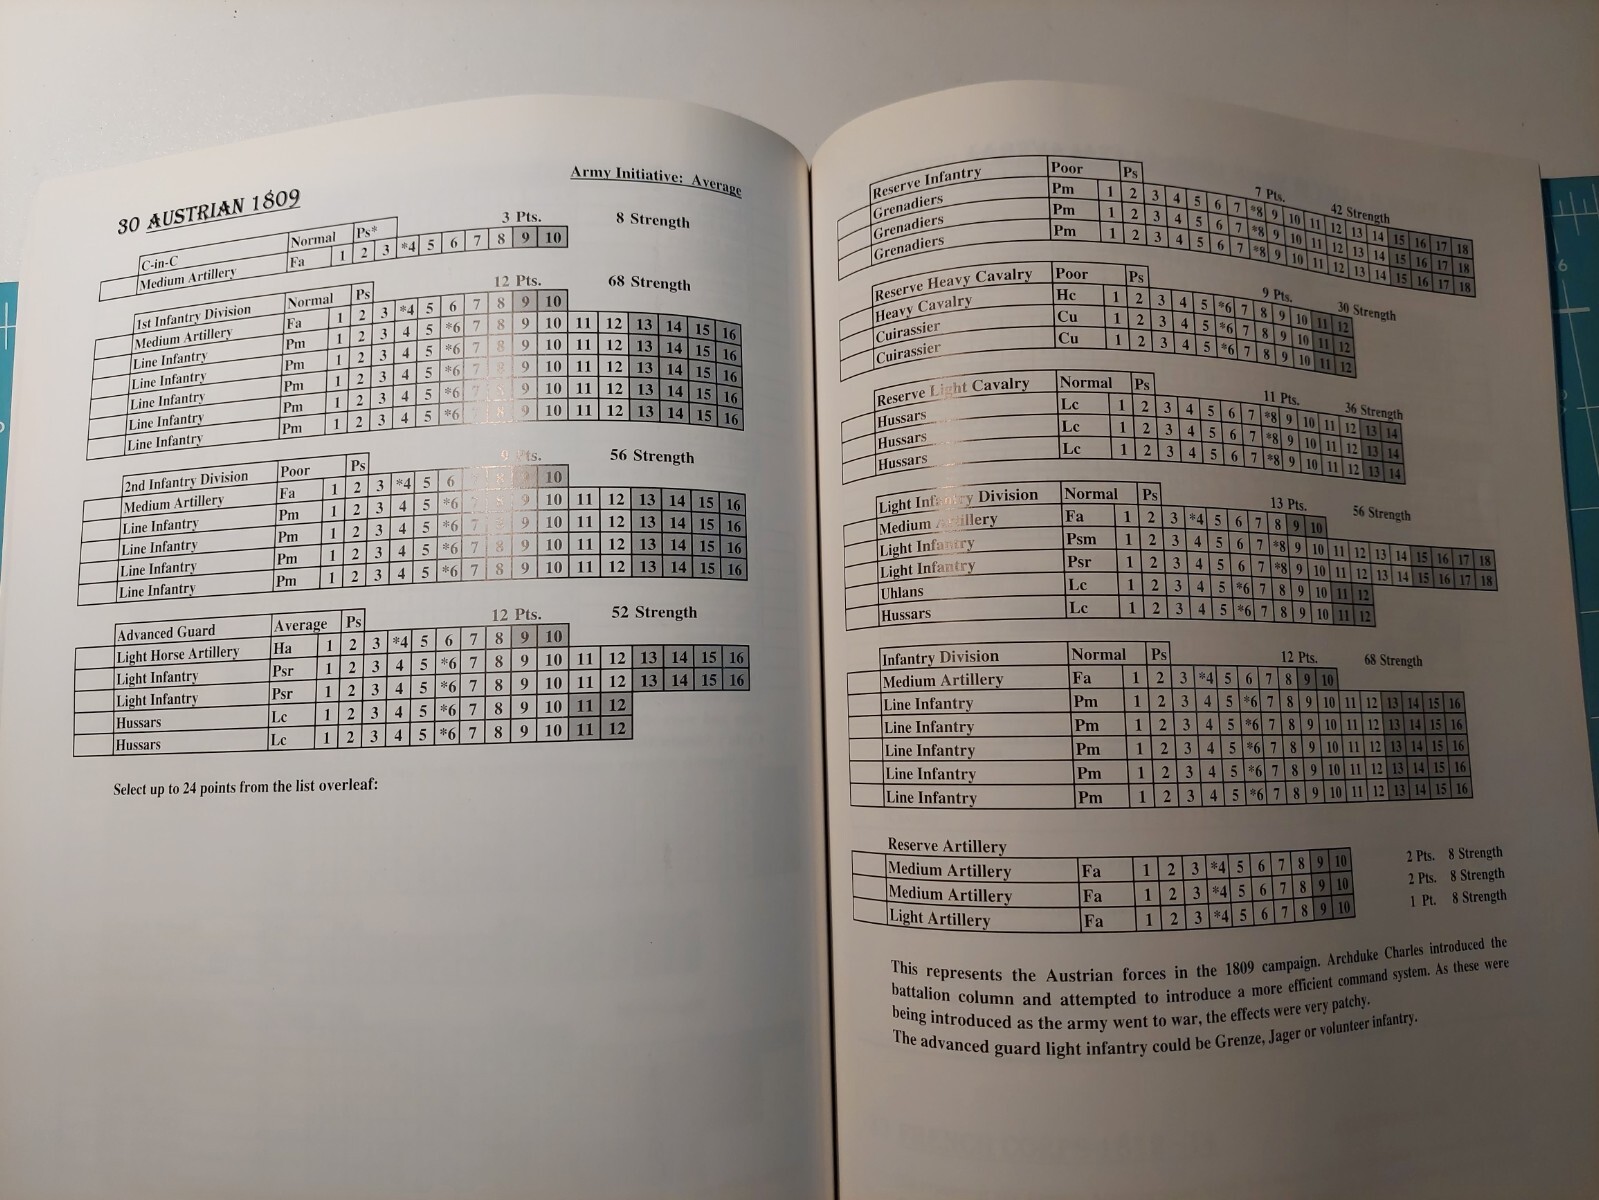 30 AUSTRIAN 1809
Army Initiative: Average
C-in-C Normal Ps* 3 Pts. 8 Strength
Medium Artillery Fa 1 2 3 *4 5 6 7 8 9 10
1st Infantry Division Normal Ps 12 Pts. 68 Strength
Medium Artillery Fa 1 2 3 *4 5 6 7 8 9 10
Line Infantry Pm 1 2 3 4 5 *6 7 8 9 10 11 12 13 14 15 16
Line Infantry Pm 1 2 3 4 5 *6 7 8 9 10 11 12 13 14 15 16
Line Infantry Pm 1 2 3 4 5 *6 7 8 9 10 11 12 13 14 15 16
Line Infantry Pm 1 2 3 4 5 *6 7 8 9 10 11 12 13 14 15 16
Line Infantry Pm 1 2 3 4 5 *6 7 8 9 10 11 12 13 14 15 16
2nd Infantry Division Poor Ps 9 Pts. 56 Strength
Medium Artillery Fa 1 2 3 *4 5 6 7 8 9 10
Line Infantry Pm 1 2 3 4 5 *6 7 8 9 10 11 12 13 14 15 16
Line Infantry Pm 1 2 3 4 5 *6 7 8 9 10 11 12 13 14 15 16
Line Infantry Pm 1 2 3 4 5 *6 7 8 9 10 11 12 13 14 15 16
Line Infantry Pm 1 2 3 4 5 *6 7 8 9 10 11 12 13 14 15 16
Advanced Guard Average Ps 12 Pts. 52 Strength
Light Horse Artillery Ha 1 2 3 *4 5 6 7 8 9 10
Light Infantry Psr 1 2 3 4 5 *6 7 8 9 10 11 12 13 14 15 16
Light Infantry Psr 1 2 3 4 5 *6 7 8 9 10 11 12 13 14 15 16
Hussars Lc 1 2 3 4 5 *6 7 8 9 10 11 12
Hussars Lc 1 2 3 4 5 *6 7 8 9 10 11 12
Select up to 24 points from the list overleaf:
Reserve Infantry Poor Ps 7 Pts. 42 Strength
Grenadiers Pm 1 2 3 4 5 6 7 *8 9 10 11 12 13 14 15 16 17 18
Grenadiers Pm 1 2 3 4 5 6 7 *8 9 10 11 12 13 14 15 16 17 18
Grenadiers Pm 1 2 3 4 5 6 7 *8 9 10 11 12 13 14 15 16 17 18
Reserve Heavy Cavalry Poor Ps 9 Pts. 30 Strength
Heavy Cavalry Hc 1 2 3 4 5 *6 7 8 9 10 11 12
Cuirassier Cu 1 2 3 4 5 *6 7 8 9 10 11 12
Cuirassier Cu 1 2 3 4 5 *6 7 8 9 10 11 12
Reserve Light Cavalry Normal Ps 11 Pts. 36 Strength
Hussars Lc 1 2 3 4 5 6 7 *8 9 10 11 12 13 14
Hussars Lc 1 2 3 4 5 6 7 *8 9 10 11 12 13 14
Hussars Lc 1 2 3 4 5 6 7 *8 9 10 11 12 13 14
Light Infantry Division Normal Ps 13 Pts. 56 Strength
Medium Artillery Fa 1 2 3 *4 5 6 7 8 9 10
Light Infantry Psm 1 2 3 4 5 6 7 *8 9 10 11 12 13 14 15 16 17 18
Light Infantry Psr 1 2 3 4 5 6 7 *8 9 10 11 12 13 14 15 16 17 18
Uhlans Lc 1 2 3 4 5 *6 7 8 9 10 11 12
Hussars Lc 1 2 3 4 5 *6 7 8 9 10 11 12
Infantry Division Normal Ps 12 Pts. 68 Strength
Medium Artillery Fa 1 2 3 *4 5 6 7 8 9 10
Line Infantry Pm 1 2 3 4 5 *6 7 8 9 10 11 12 13 14 15 16
Line Infantry Pm 1 2 3 4 5 *6 7 8 9 10 11 12 13 14 15 16
Line Infantry Pm 1 2 3 4 5 *6 7 8 9 10 11 12 13 14 15 16
Line Infantry Pm 1 2 3 4 5 *6 7 8 9 10 11 12 13 14 15 16
Line Infantry Pm 1 2 3 4 5 *6 7 8 9 10 11 12 13 14 15 16
Reserve Artillery
Medium Artillery Fa 1 2 3 *4 5 6 7 8 9 10 2 Pts. 8 Strength
Medium Artillery Fa 1 2 3 *4 5 6 7 8 9 10 2 Pts. 8 Strength
Light Artillery Fa 1 2 3 *4 5 6 7 8 9 10 1 Pt. 8 Strength
This represents the Austrian forces in the 1809 campaign. Archduke Charles introduced the
battalion column and attempted to introduce a more efficient command system. As these were
being introduced as the army went to war, the effects were very patchy.
The advanced guard light infantry could be Grenze, Jager or volunteer infantry.
6